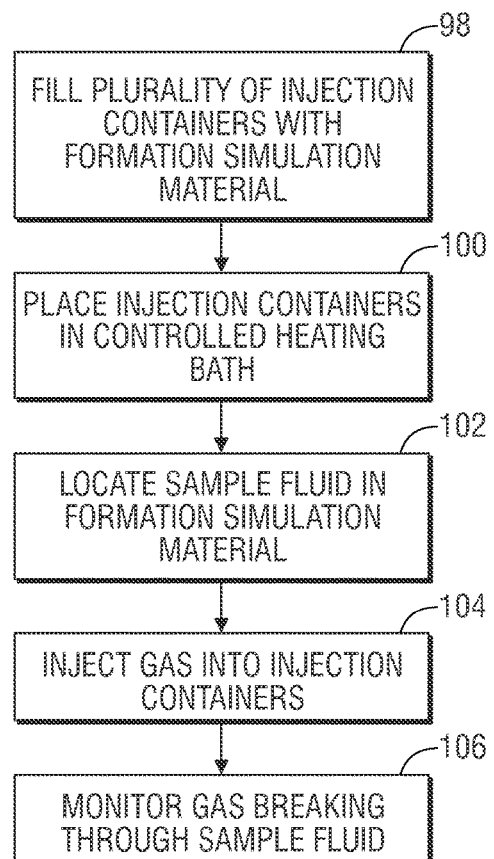 98
FILL PLURALITY OF INJECTION
CONTAINERS WITH
FORMATION SIMULATION
MATERIAL
100
PLACE INJECTION CONTAINERS
IN CONTROLLED HEATING
BATH
102
LOCATE SAMPLE FLUID IN
FORMATION SIMULATION
MATERIAL
104
INJECT GAS INTO INJECTION
CONTAINERS
106
MONITOR GAS BREAKING
THROUGH SAMPLE FLUID